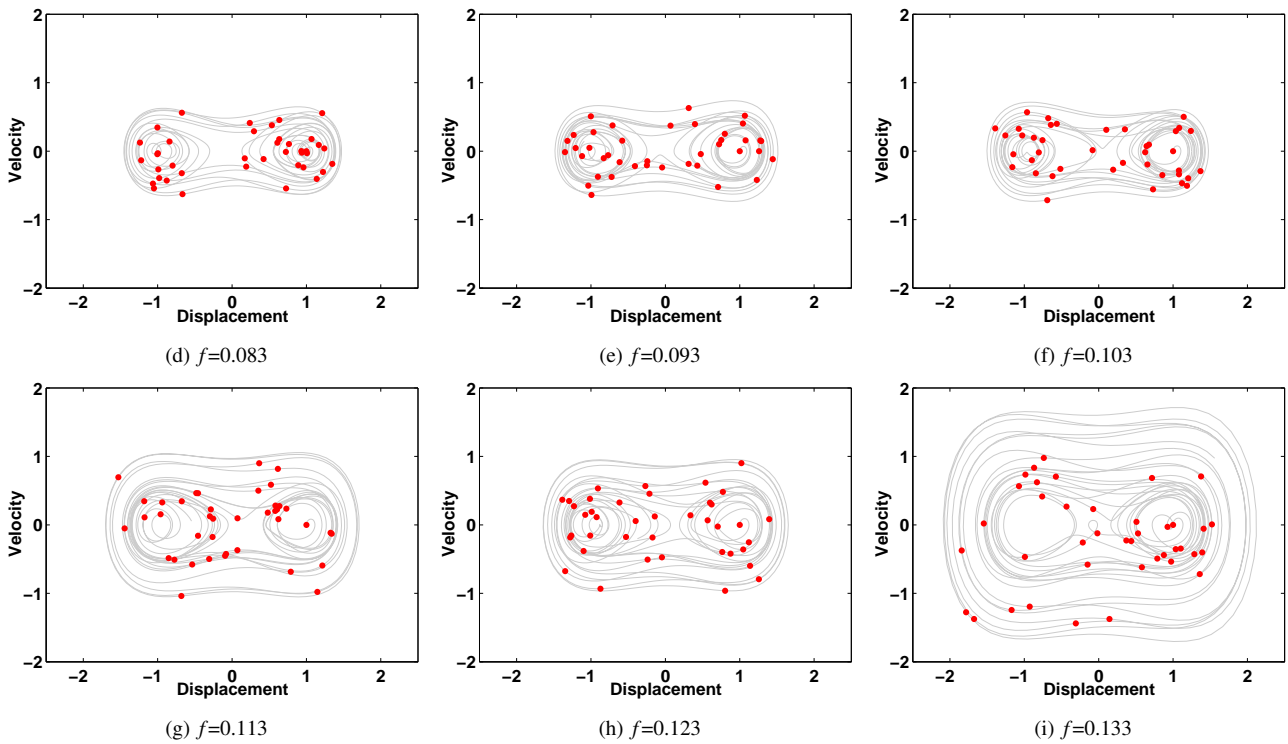 2 2 2
1 1 1
Velocity 0 Velocity 0 Velocity 0
−1 −1 −1
−2 −2 −2
−2 −1 0 1 2 −2 −1 0 1 2 −2 −1 0 1 2
Displacement Displacement Displacement
(d) f=0.083 (e) f=0.093 (f) f=0.103
2 2 2
1 1 1
Velocity 0 Velocity 0 Velocity 0
−1 −1 −1
−2 −2 −2
−2 −1 0 1 2 −2 −1 0 1 2 −2 −1 0 1 2
Displacement Displacement Displacement
(g) f=0.113 (h) f=0.123 (i) f=0.133